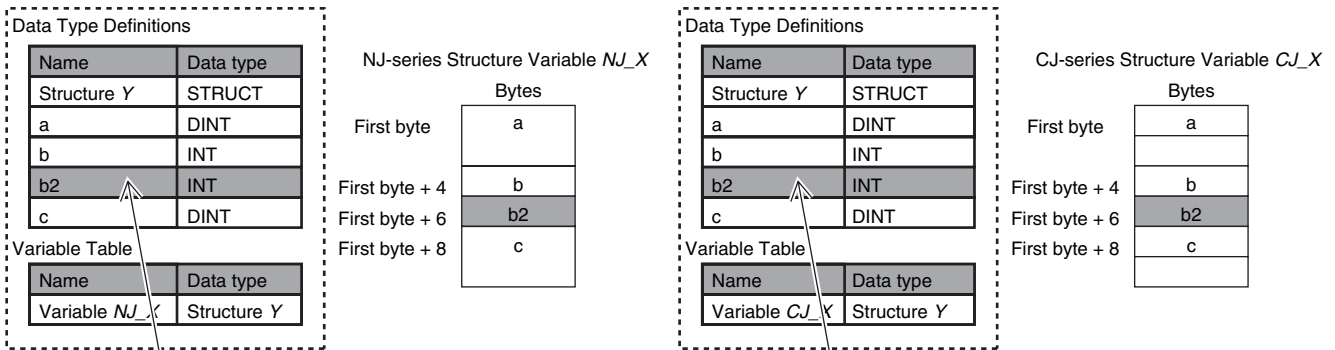 Data Type Definitions
Name Data type
Structure Y STRUCT
a DINT
b INT
b2 INT
c DINT
Variable Table
Name Data type
Variable NJ_X Structure Y
NJ-series Structure Variable NJ_X
Bytes
First byte a
First byte + 4 b
First byte + 6 b2
First byte + 8 c
Data Type Definitions
Name Data type
Structure Y STRUCT
a DINT
b INT
b2 INT
c DINT
Variable Table
Name Data type
Variable CJ_X Structure Y
CJ-series Structure Variable CJ_X
Bytes
First byte a
First byte + 4 b
First byte + 6 b2
First byte + 8 c